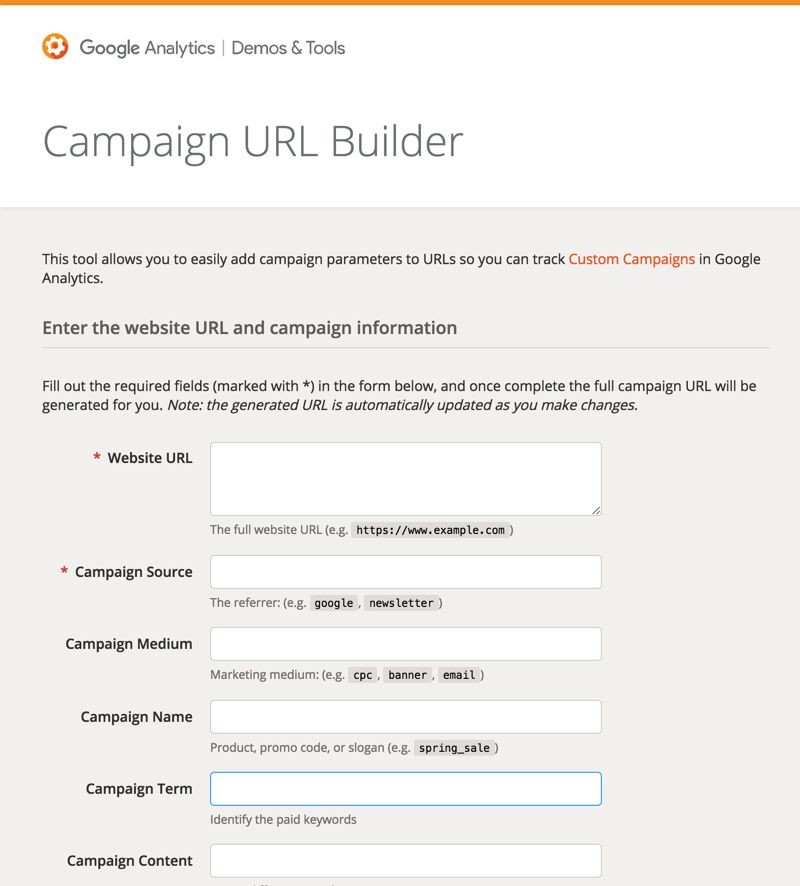 Google Analytics | Demos & Tools
Campaign URL Builder
This tool allows you to easily add campaign parameters to URLs so you can track Custom Campaigns in Google
Analytics.
Enter the website URL and campaign information
Fill out the required fields (marked with *) in the form below, and once complete the full campaign URL will be
generated for you. Note: the generated URL is automatically updated as you make changes.
* Website URL
The full website URL (e.g. https://www.example.com )
* Campaign Source
The referrer: (e.g. google , newsletter )
Campaign Medium
Marketing medium: (e.g. cpc , banner , email )
Campaign Name
Product, promo code, or slogan (e.g. spring_sale )
Campaign Term
Identify the paid keywords
Campaign Content